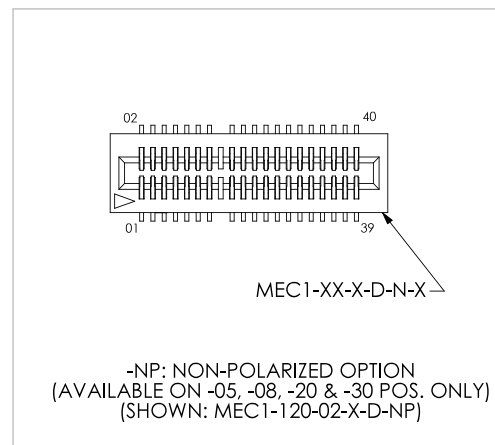 02
40
01
39
MEC1-XX-X-D-N-X
-NP: NON-POLARIZED OPTION
(AVAILABLE ON -05, -08, -20 & -30 POS. ONLY)
(SHOWN: MEC1-120-02-X-D-NP)